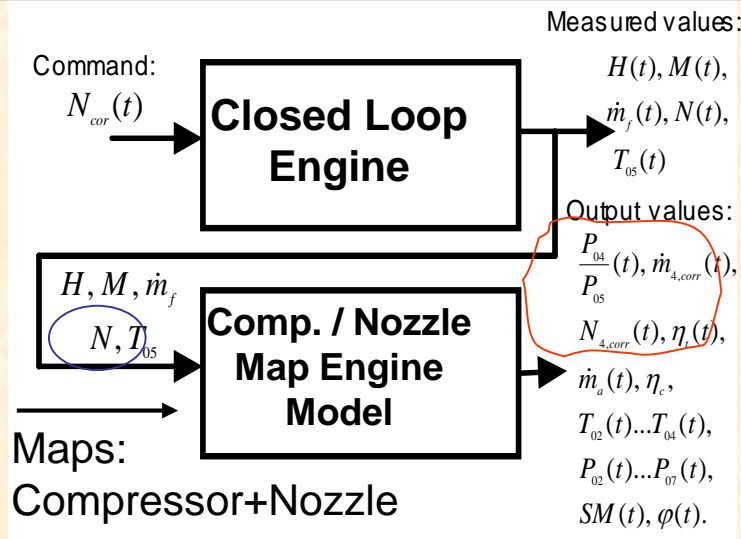 Measured values:
Command:
N_cor(t)
Closed Loop
Engine
H(t), M(t),
ṁ_f(t), N(t),
T_05(t)
Output values:
P_04/P_05 (t), ṁ_4,corr(t),
N_4,corr(t), η_t(t),
ṁ_a(t), η_c,
T_02(t)...T_04(t),
P_02(t)...P_07(t),
SM(t), φ(t).
H, M, ṁ_f
N, T_05
Comp. / Nozzle
Map Engine
Model
Maps:
Compressor+Nozzle